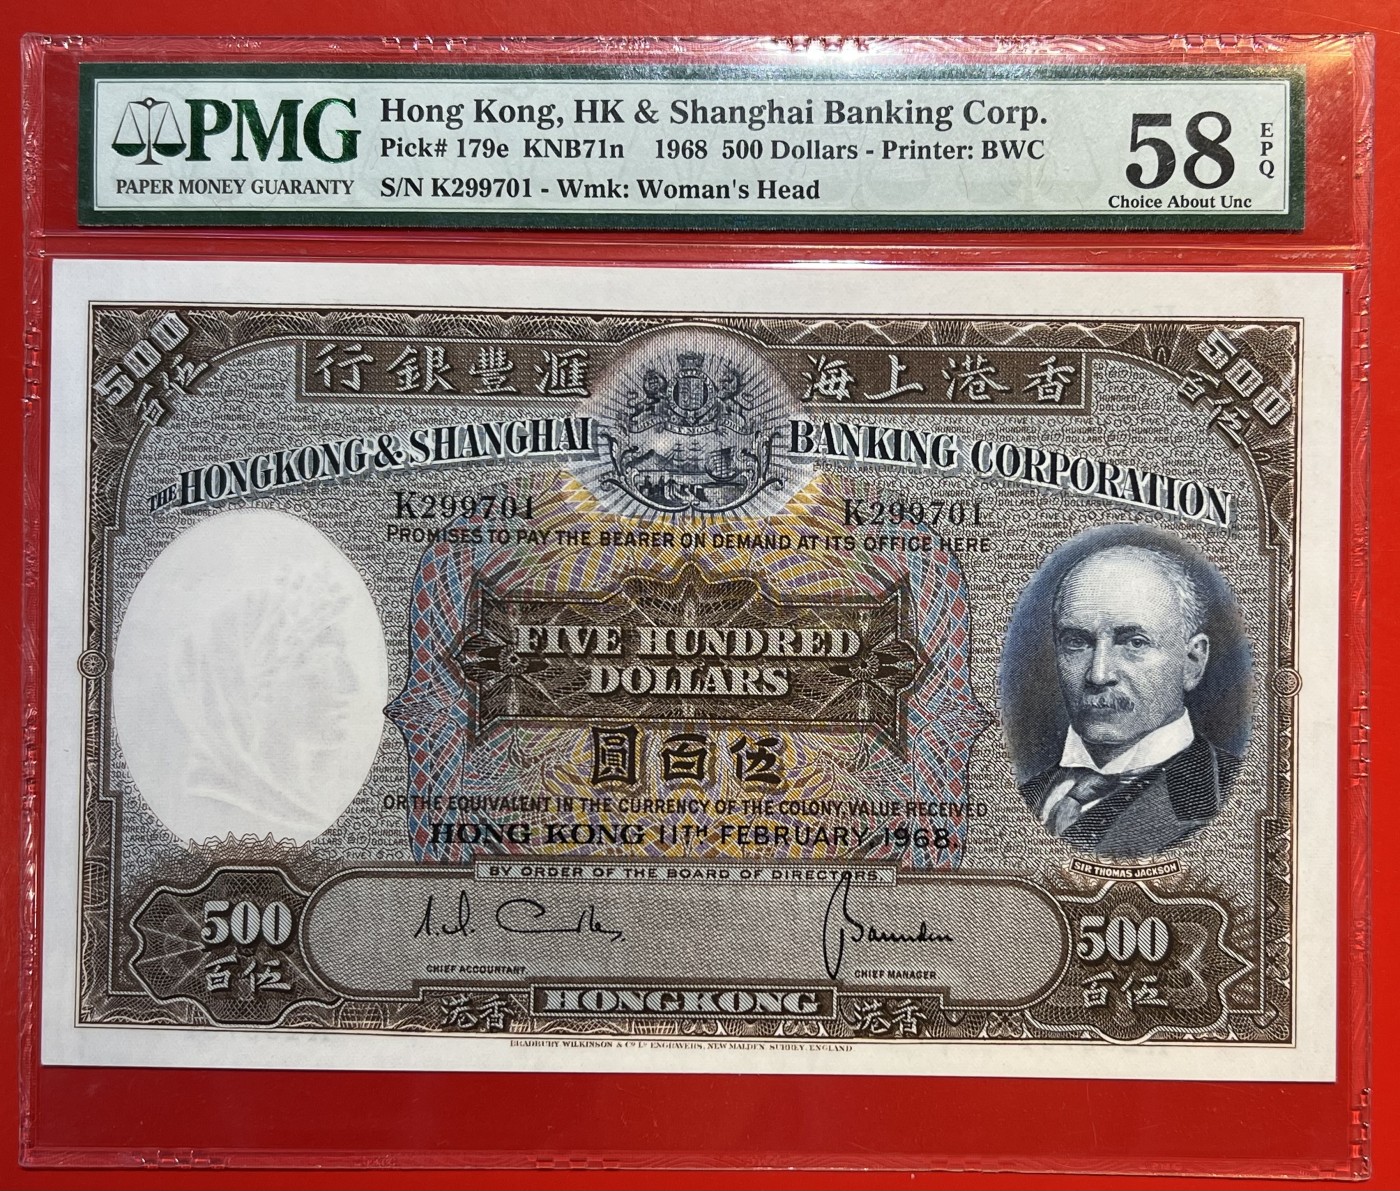 PMG
PAPER MONEY GUARANTY
Hong Kong, HK & Shanghai Banking Corp.
Pick# 179e KNB71n 1968 500 Dollars - Printer: BWC
S/N K299701 - Wmk: Woman's Head
58
EPQ
Choice About Unc
500
伍百
行銀豐滙
海上港香
500
伍百
THE HONGKONG & SHANGHAI BANKING CORPORATION
K299701 K299701
PROMISES TO PAY THE BEARER ON DEMAND AT ITS OFFICE HERE
FIVE HUNDRED
DOLLARS
圓百伍
OR THE EQUIVALENT IN THE CURRENCY OF THE COLONY, VALUE RECEIVED
HONG KONG 11TH FEBRUARY, 1968.
SIR THOMAS JACKSON
BY ORDER OF THE BOARD OF DIRECTORS,
500
百伍
CHIEF ACCOUNTANT
CHIEF MANAGER
500
百伍
港香 HONGKONG 港香
BRADBURY WILKINSON & Co Ld ENGRAVERS, NEW MALDEN, SURREY, ENGLAND